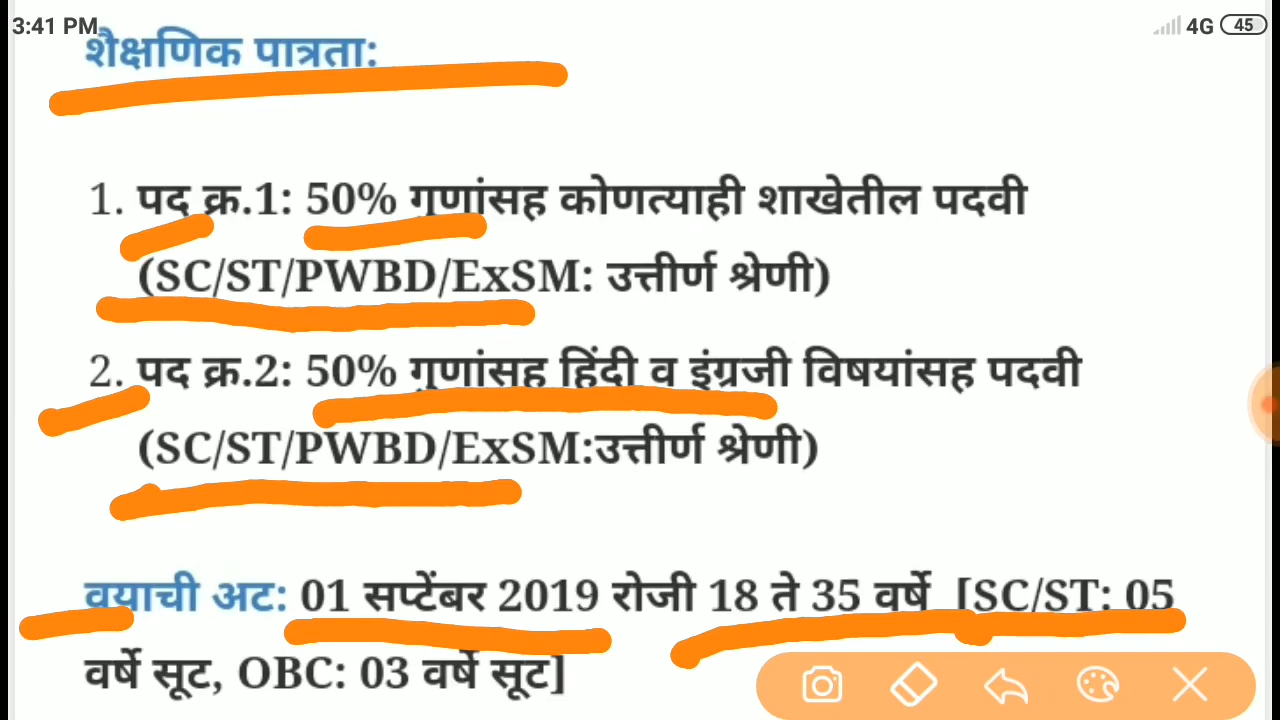 3:41 PM 4G 45
शैक्षणिक पात्रता:
1. पद क्र.1: 50% गुणांसह कोणत्याही शाखेतील पदवी
(SC/ST/PWBD/ExSM: उत्तीर्ण श्रेणी)
2. पद क्र.2: 50% गुणांसह हिंदी व इंग्रजी विषयांसह पदवी
(SC/ST/PWBD/ExSM:उत्तीर्ण श्रेणी)
वयाची अट: 01 सप्टेंबर 2019 रोजी 18 ते 35 वर्षे [SC/ST: 05
वर्षे सूट, OBC: 03 वर्षे सूट]